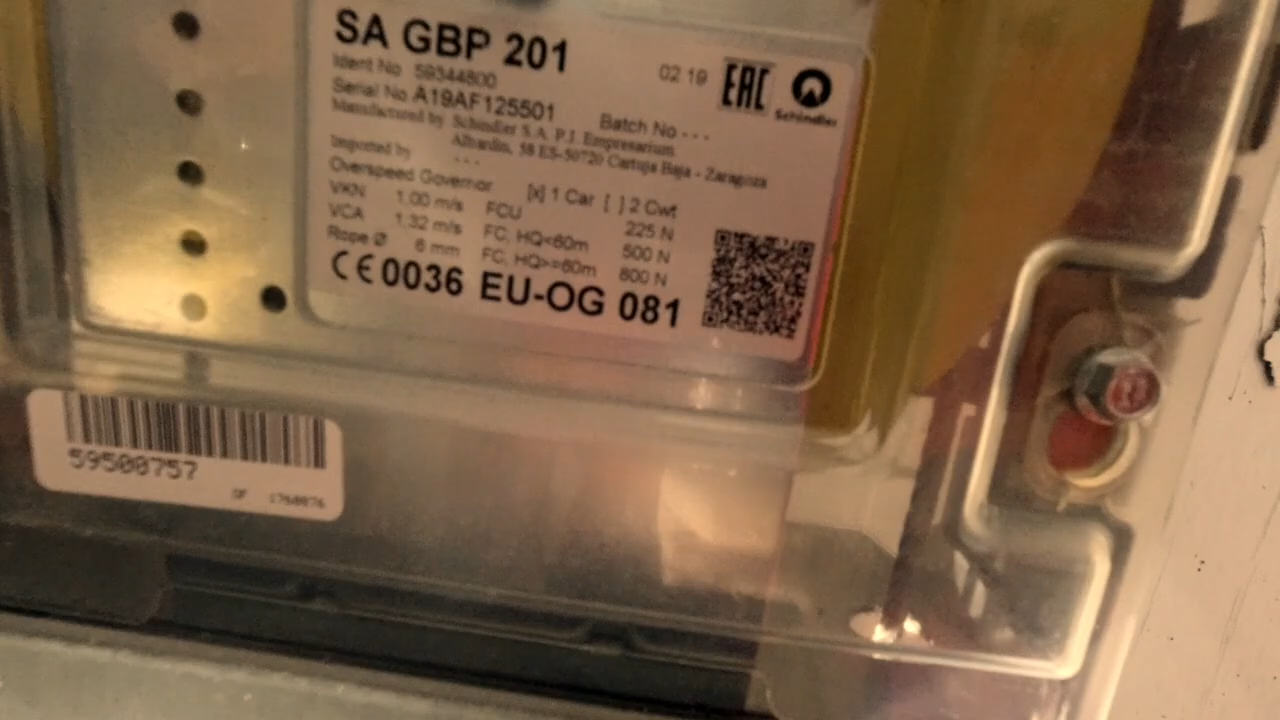 SA GBP 201
02 19 EAC
Schindler
Ident No 59344800
Serial No A19AF125501 Batch No - - -
Manufactured by Schindler S.A. P.I. Empresarium
Alfardin, 58 ES-50720 Cartuja Baja - Zaragoza
Imported by - - -
Overspeed Governor [x] 1 Car [ ] 2 Cwt
VKN 1,00 m/s FCU 225 N
VCA 1,32 m/s FC, HQ<60m 500 N
Rope Ø 6 mm FC, HQ>=60m 800 N
CE 0036 EU-OG 081
59500757